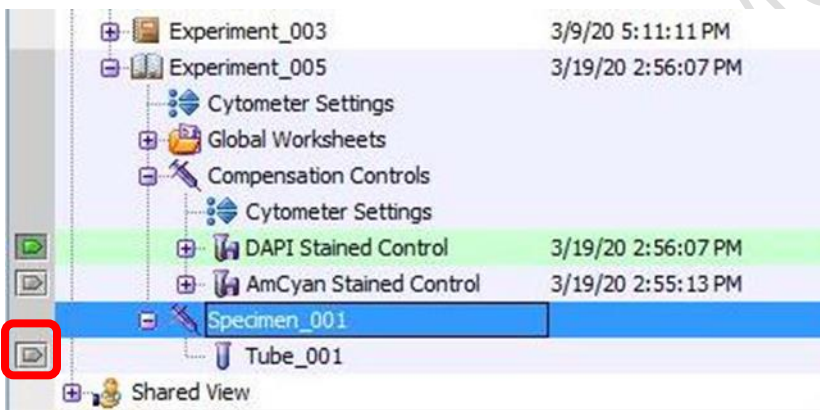 Experiment_003 3/9/20 5:11:11 PM
Experiment_005 3/19/20 2:56:07 PM
Cytometer Settings
Global Worksheets
Compensation Controls
Cytometer Settings
DAPI Stained Control 3/19/20 2:56:07 PM
AmCyan Stained Control 3/19/20 2:55:13 PM
Specimen_001
Tube_001
Shared View